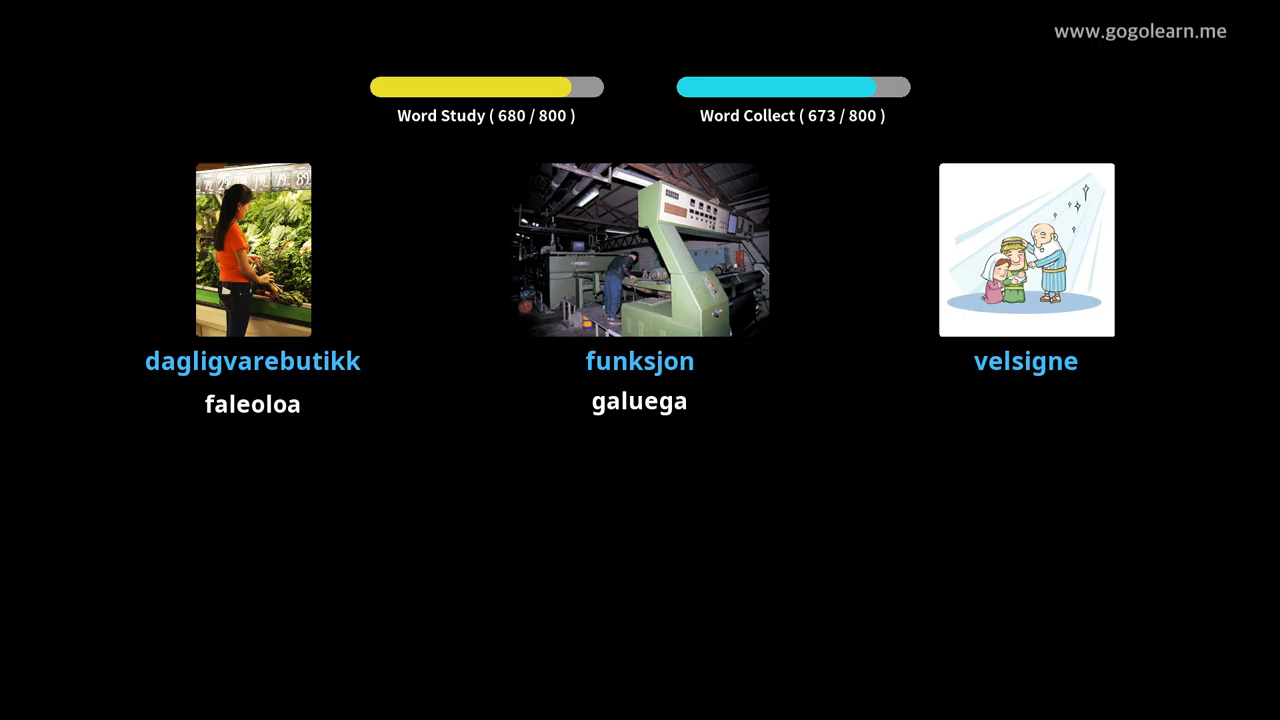 www.gogolearn.me
Word Study ( 680 / 800 )
Word Collect ( 673 / 800 )
dagligvarebutikk
funksjon
velsigne
faleoloa
galuega